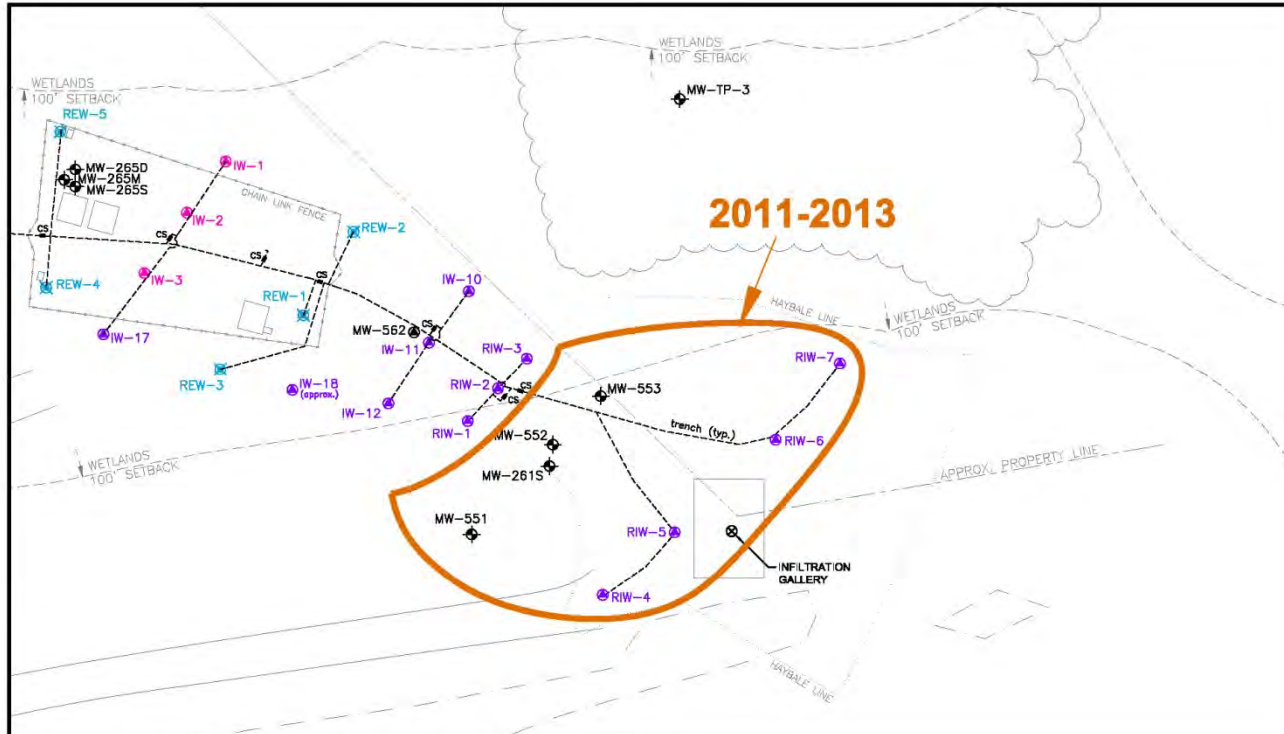 WETLANDS
100' SETBACK
WETLANDS
100' SETBACK
MW-TP-3
REW-5
MW-265D
MW-265M
MW-265S
IW-1
CHAIN LINK FENCE
IW-2
2011-2013
REW-2
CS
CS
CS
CS
IW-3
REW-4
IW-10
REW-1
HAYBALE LINE
WETLANDS
100' SETBACK
MW-562
CS
IW-17
IW-11
RIW-3
RIW-7
REW-3
IW-18
(approx.)
RIW-2
CS
CS
MW-553
IW-12
RIW-1
trench (typ.)
RIW-6
MW-552
WETLANDS
100' SETBACK
MW-261S
APPROX. PROPERTY LINE
MW-551
RIW-5
INFILTRATION
GALLERY
RIW-4
HAYBALE LINE